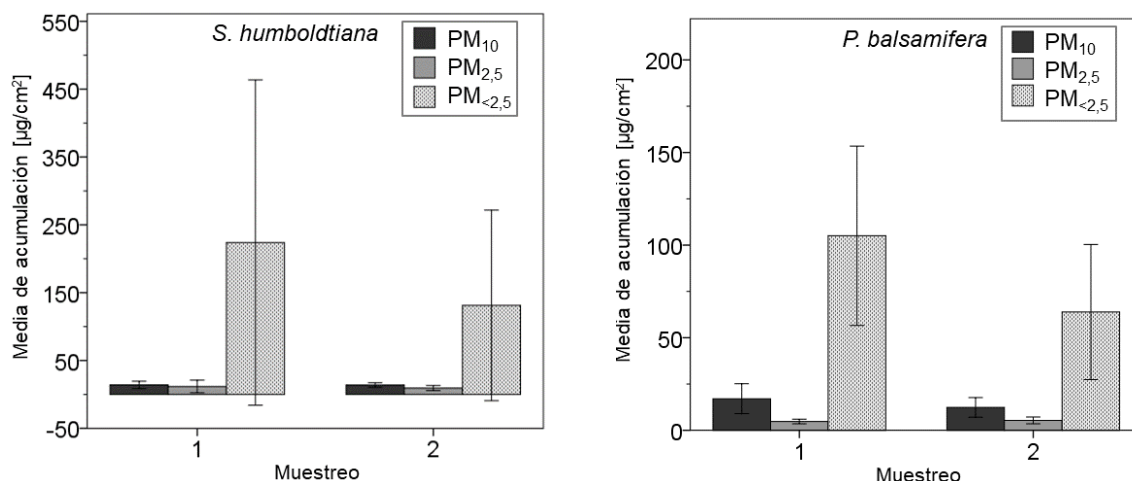 S. humboldtiana
PM10
PM2,5
PM<2,5
550
450
350
250
150
50
-50
Media de acumulación [µg/cm²]
1
2
Muestreo
P. balsamifera
PM10
PM2,5
PM<2,5
200
150
100
50
0
Media de acumulación [µg/cm²]
1
2
Muestreo